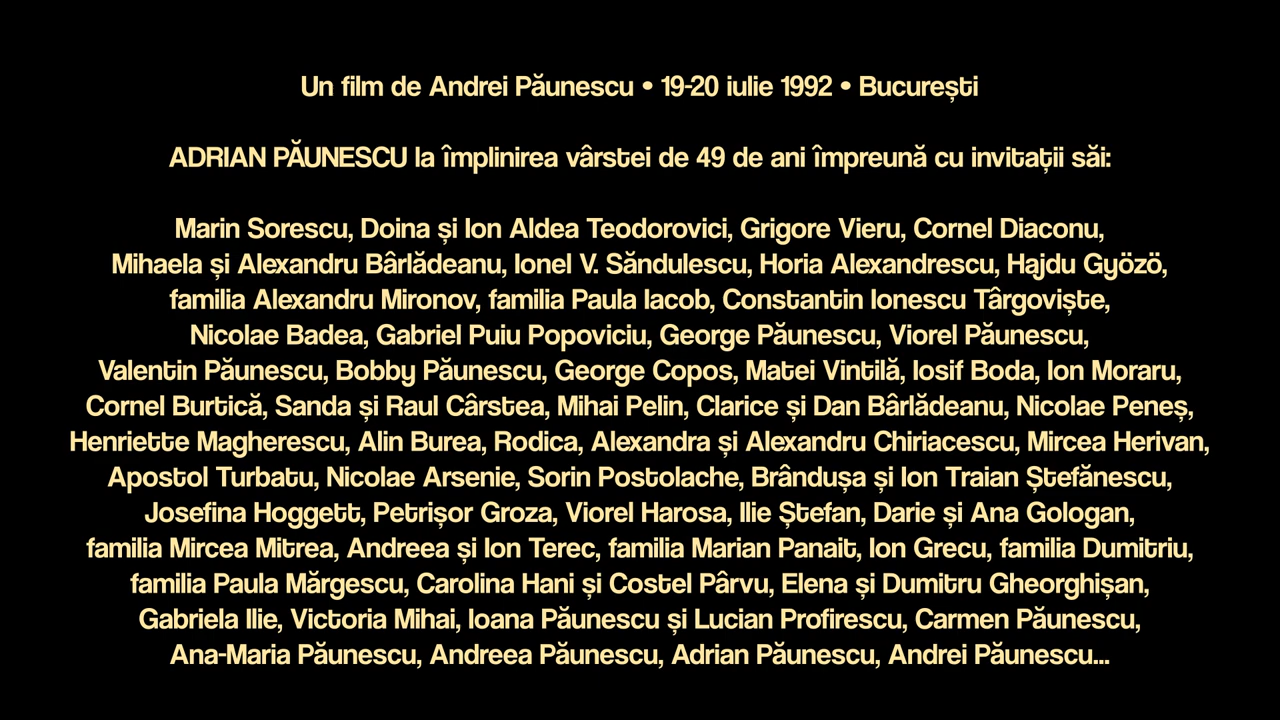 Un film de Andrei Păunescu • 19-20 iulie 1992 • București
ADRIAN PĂUNESCU la împlinirea vârstei de 49 de ani împreună cu invitații săi:
Marin Sorescu, Doina și Ion Aldea Teodorovici, Grigore Vieru, Cornel Diaconu,
Mihaela și Alexandru Bârlădeanu, Ionel V. Săndulescu, Horia Alexandrescu, Hajdu Gyözö,
familia Alexandru Mironov, familia Paula Iacob, Constantin Ionescu Târgoviște,
Nicolae Badea, Gabriel Puiu Popoviciu, George Păunescu, Viorel Păunescu,
Valentin Păunescu, Bobby Păunescu, George Copos, Matei Vintilă, Iosif Boda, Ion Moraru,
Cornel Burtică, Sanda și Raul Cârstea, Mihai Pelin, Clarice și Dan Bârlădeanu, Nicolae Peneș,
Henriette Magherescu, Alin Burea, Rodica, Alexandra și Alexandru Chiriacescu, Mircea Herivan,
Apostol Turbatu, Nicolae Arsenie, Sorin Postolache, Brândușa și Ion Traian Ștefănescu,
Josefina Hoggett, Petrișor Groza, Viorel Harosa, Ilie Ștefan, Darie și Ana Gologan,
familia Mircea Mitrea, Andreea și Ion Terec, familia Marian Panait, Ion Grecu, familia Dumitriu,
familia Paula Mărgescu, Carolina Hani și Costel Pârvu, Elena și Dumitru Gheorghișan,
Gabriela Ilie, Victoria Mihai, Ioana Păunescu și Lucian Profirescu, Carmen Păunescu,
Ana-Maria Păunescu, Andreea Păunescu, Adrian Păunescu, Andrei Păunescu...